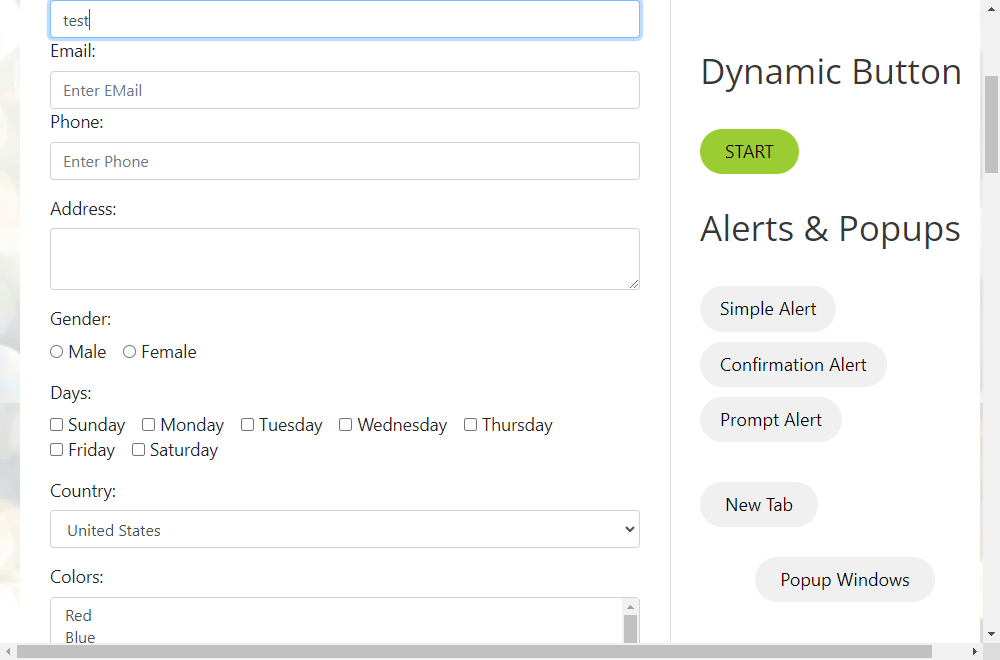 test
Email:
Enter EMail
Phone:
Enter Phone
Address:
Gender:
Male Female
Days:
Sunday Monday Tuesday Wednesday Thursday
Friday Saturday
Country:
United States
Colors:
Red
Blue
Dynamic Button
START
Alerts & Popups
Simple Alert
Confirmation Alert
Prompt Alert
New Tab
Popup Windows